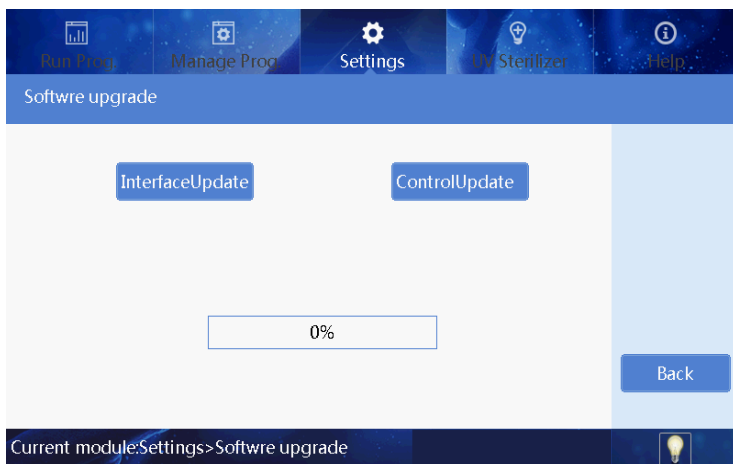 Run Prog. Manage Prog. Settings UV Sterilizer Help
Softwre upgrade
InterfaceUpdate ControlUpdate
0%
Back
Current module:Settings>Softwre upgrade